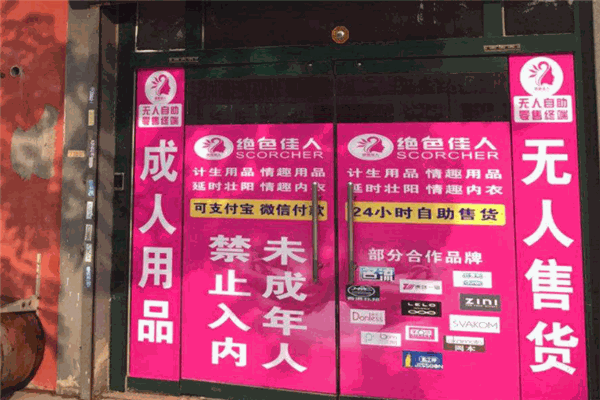 无人自助
零售终端
成人用品
绝色佳人
SCORCHER
计生用品 情趣用品
延时壮阳 情趣内衣
可支付宝 微信付款
未成年人
禁止入内
绝色佳人
SCORCHER
计生用品 情趣用品
延时壮阳 情趣内衣
24小时自助售货
部分合作品牌
名流
LELO
ZINI
Donless
SVAKOM
冈本
JISSBON
无人自助
零售终端
无人售货